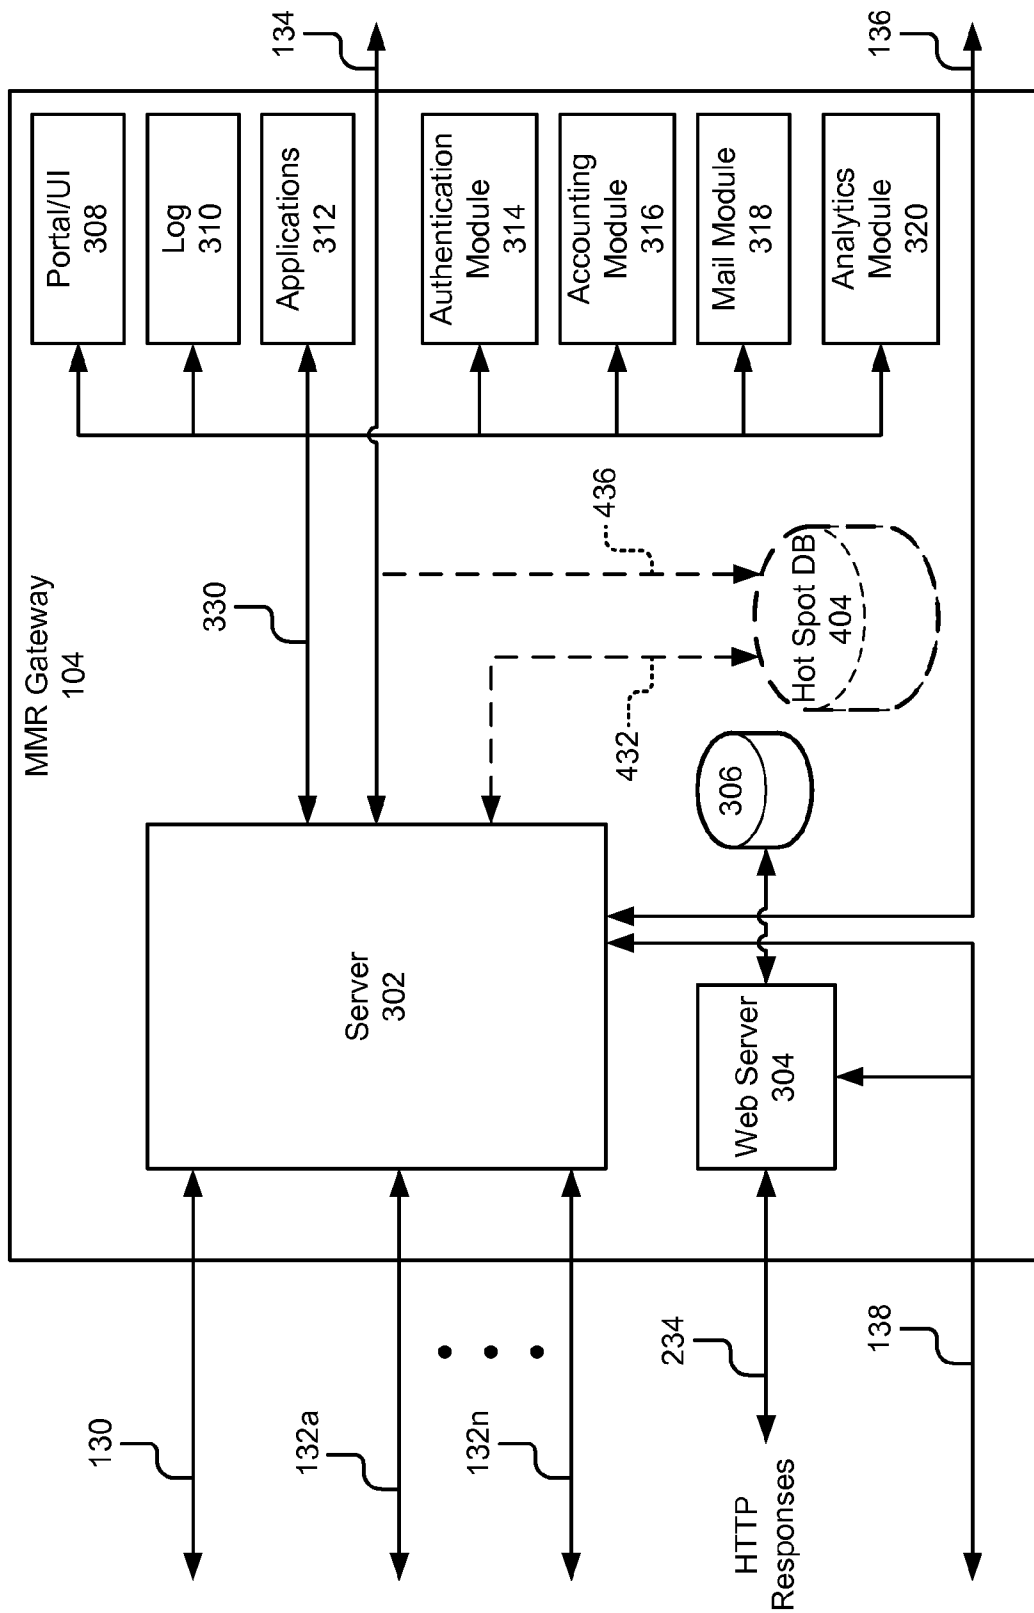 MMR Gateway
104
130
132a
132n
234
HTTP
Responses
138
Server
302
Web Server
304
306
330
432
436
Hot Spot DB
404
Portal/UI
308
Log
310
Applications
312
134
Authentication
Module
314
Accounting
Module
316
Mail Module
318
Analytics
Module
320
136